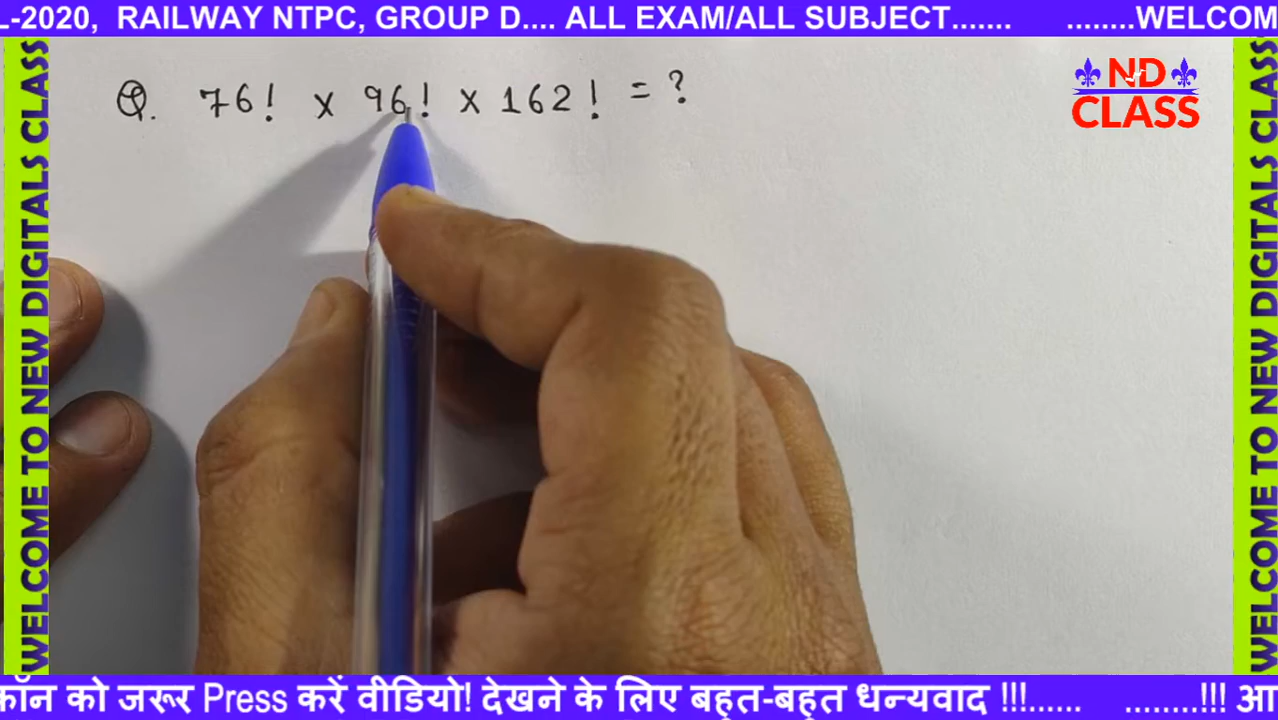 L-2020, RAILWAY NTPC, GROUP D.... ALL EXAM/ALL SUBJECT....... ........WELCOM
Q. 76! x 96! x 162! = ?
ND
CLASS
WELCOME TO NEW DIGITALS CLASS
WELCOME TO NEW DIGITALS CLASS
कॉन को जरूर Press करें वीडियो! देखने के लिए बहुत-बहुत धन्यवाद !!!...... ........!!! आ